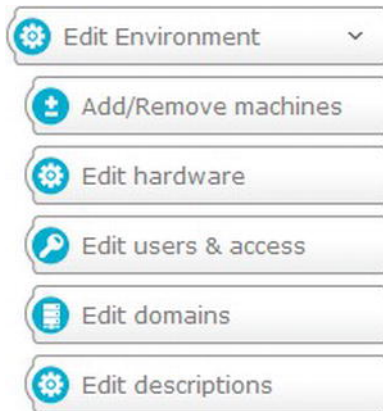 Edit Environment
Add/Remove machines
Edit hardware
Edit users & access
Edit domains
Edit descriptions